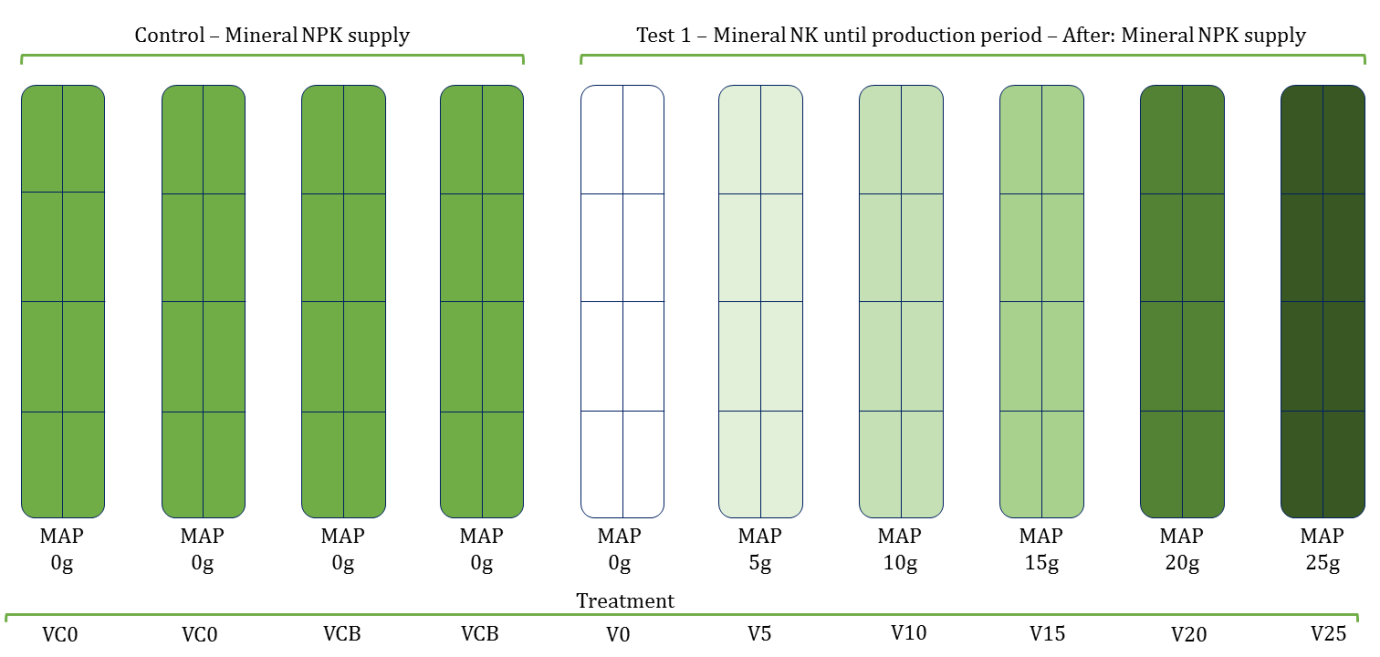 Control – Mineral NPK supply
Test 1 – Mineral NK until production period – After: Mineral NPK supply
MAP MAP MAP MAP MAP MAP MAP MAP MAP MAP
0g 0g 0g 0g 0g 5g 10g 15g 20g 25g
Treatment
VC0 VC0 VCB VCB V0 V5 V10 V15 V20 V25